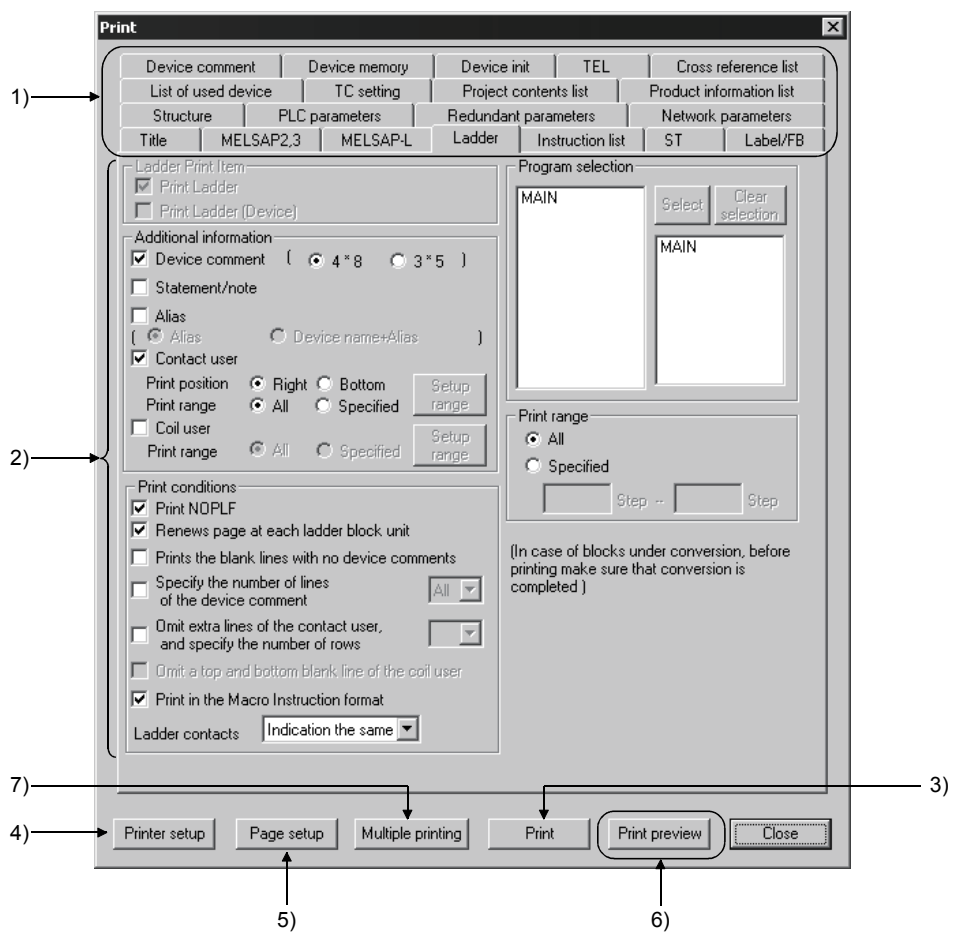 Print
Device comment Device memory Device init TEL Cross reference list
1)
List of used device TC setting Project contents list Product information list
Structure PLC parameters Redundant parameters Network parameters
Title MELSAP2,3 MELSAP-L Ladder Instruction list ST Label/FB
Ladder Print Item
Print Ladder
Print Ladder (Device)
Additional information
Device comment ( 4*8 3*5 )
Statement/note
Alias
( Alias Device name+Alias )
Contact user
Print position Right Bottom
Print range All Specified
Setup range
Coil user
Print range All Specified
Setup range
2)
Print conditions
Print NOPLF
Renews page at each ladder block unit
Prints the blank lines with no device comments
Specify the number of lines
of the device comment
All
Omit extra lines of the contact user,
and specify the number of rows
Omit a top and bottom blank line of the coil user
Print in the Macro Instruction format
Ladder contacts Indication the same
Program selection
MAIN
Select
Clear
selection
MAIN
Print range
All
Specified
Step -- Step
(In case of blocks under conversion, before
printing make sure that conversion is
completed )
7)
3)
4)
Printer setup Page setup Multiple printing Print Print preview Close
5)
6)